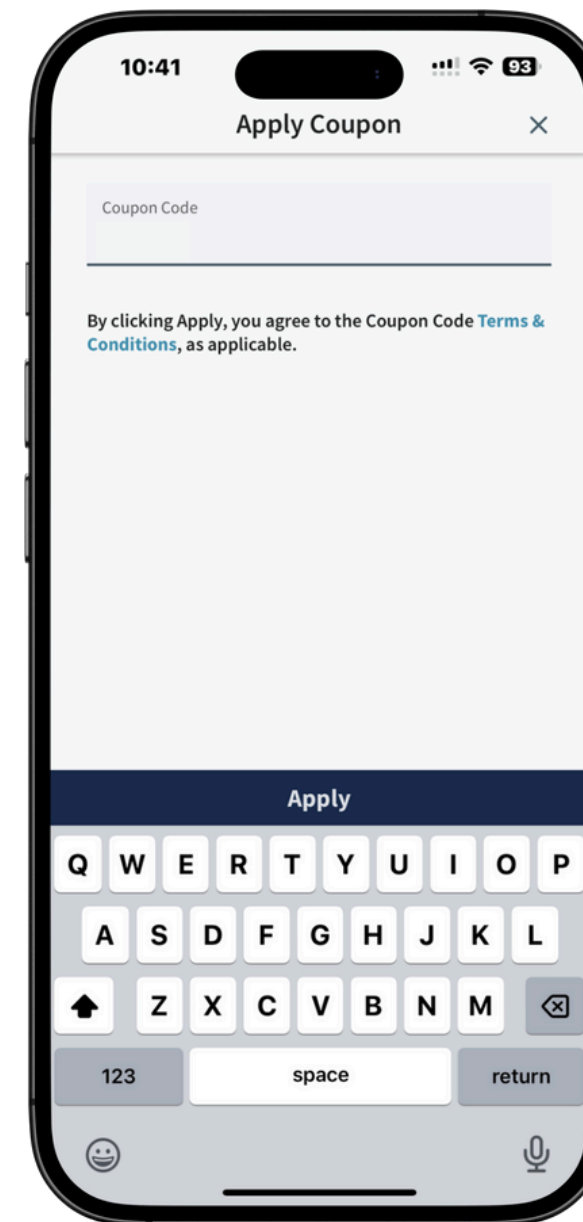 10:41
93
Apply Coupon
Coupon Code
By clicking Apply, you agree to the Coupon Code Terms &
Conditions, as applicable.
Apply
Q W E R T Y U I O P
A S D F G H J K L
Z X C V B N M
123 space return